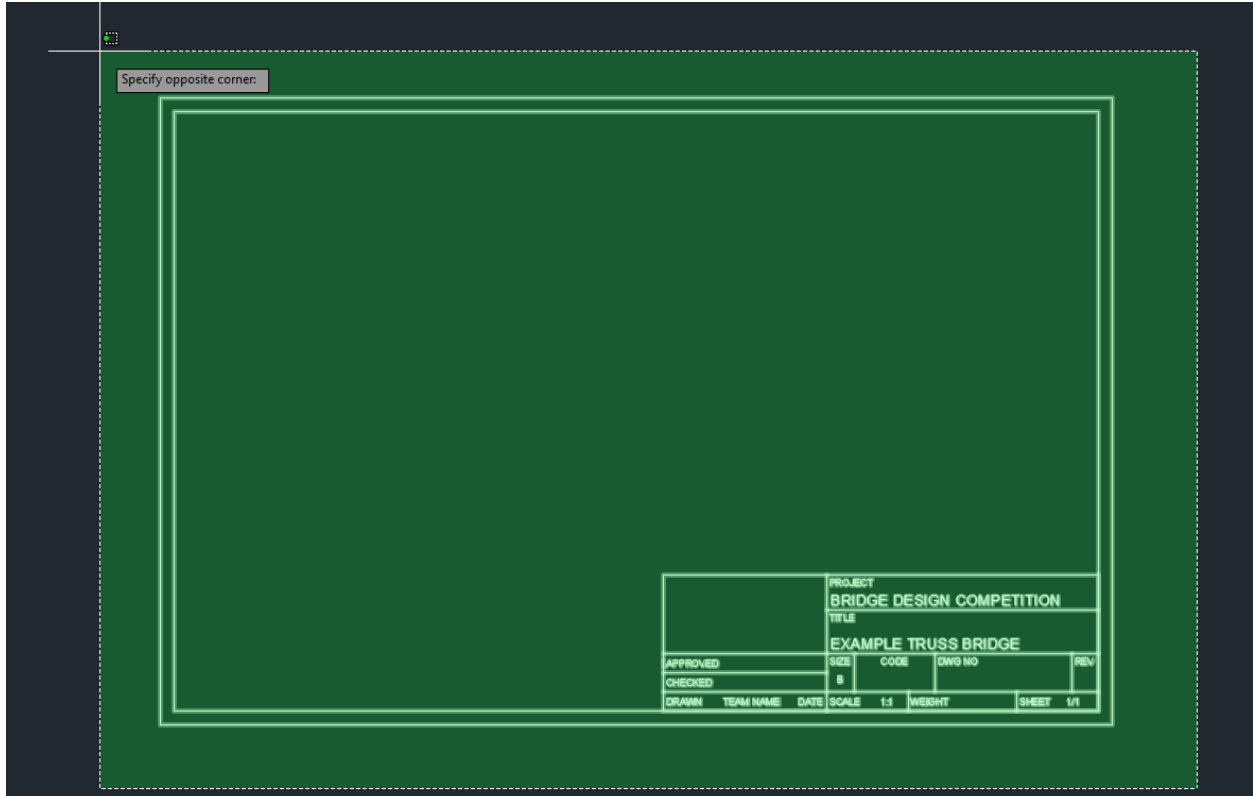 Specify opposite corner:
PROJECT
BRIDGE DESIGN COMPETITION
TITLE
EXAMPLE TRUSS BRIDGE
APPROVED
SIZE CODE DWG NO REV
B
CHECKED
DRAWN TEAM NAME DATE SCALE 1:1 WEIGHT SHEET 1/1